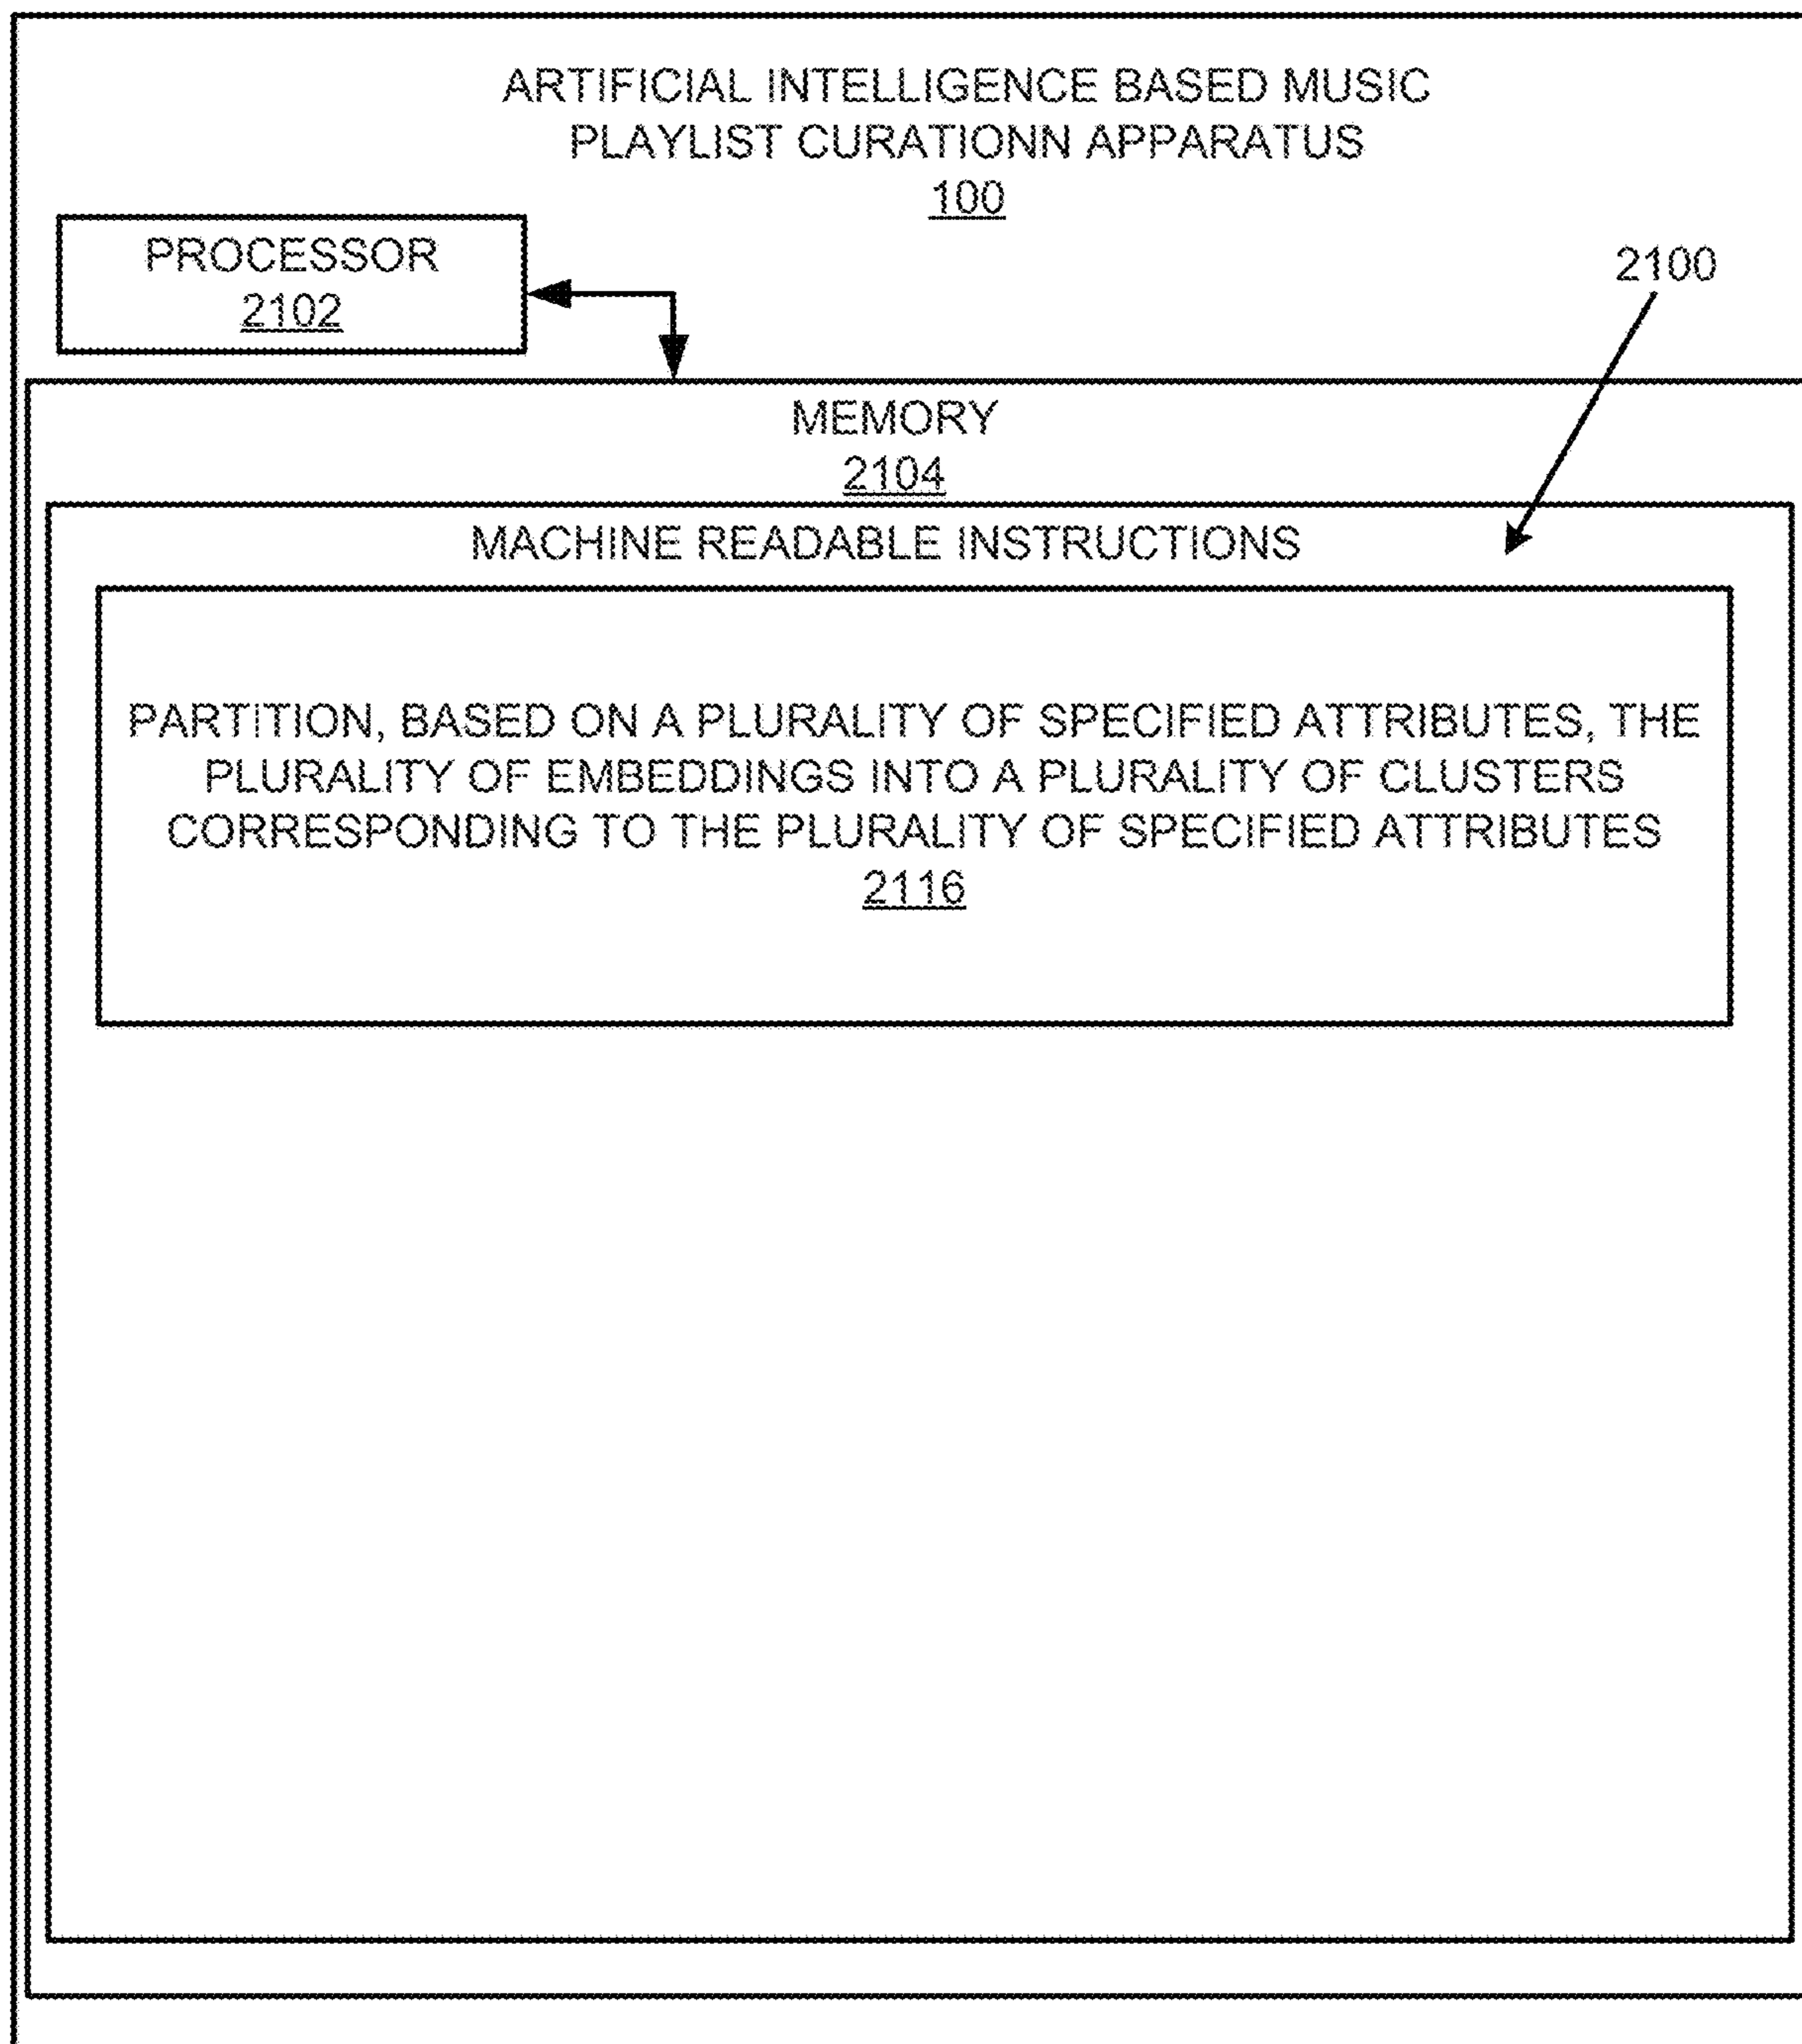 ARTIFICIAL INTELLIGENCE BASED MUSIC
PLAYLIST CURATIONN APPARATUS
100
PROCESSOR
2102
2100
MEMORY
2104
MACHINE READABLE INSTRUCTIONS
PARTITION, BASED ON A PLURALITY OF SPECIFIED ATTRIBUTES, THE
PLURALITY OF EMBEDDINGS INTO A PLURALITY OF CLUSTERS
CORRESPONDING TO THE PLURALITY OF SPECIFIED ATTRIBUTES
2116